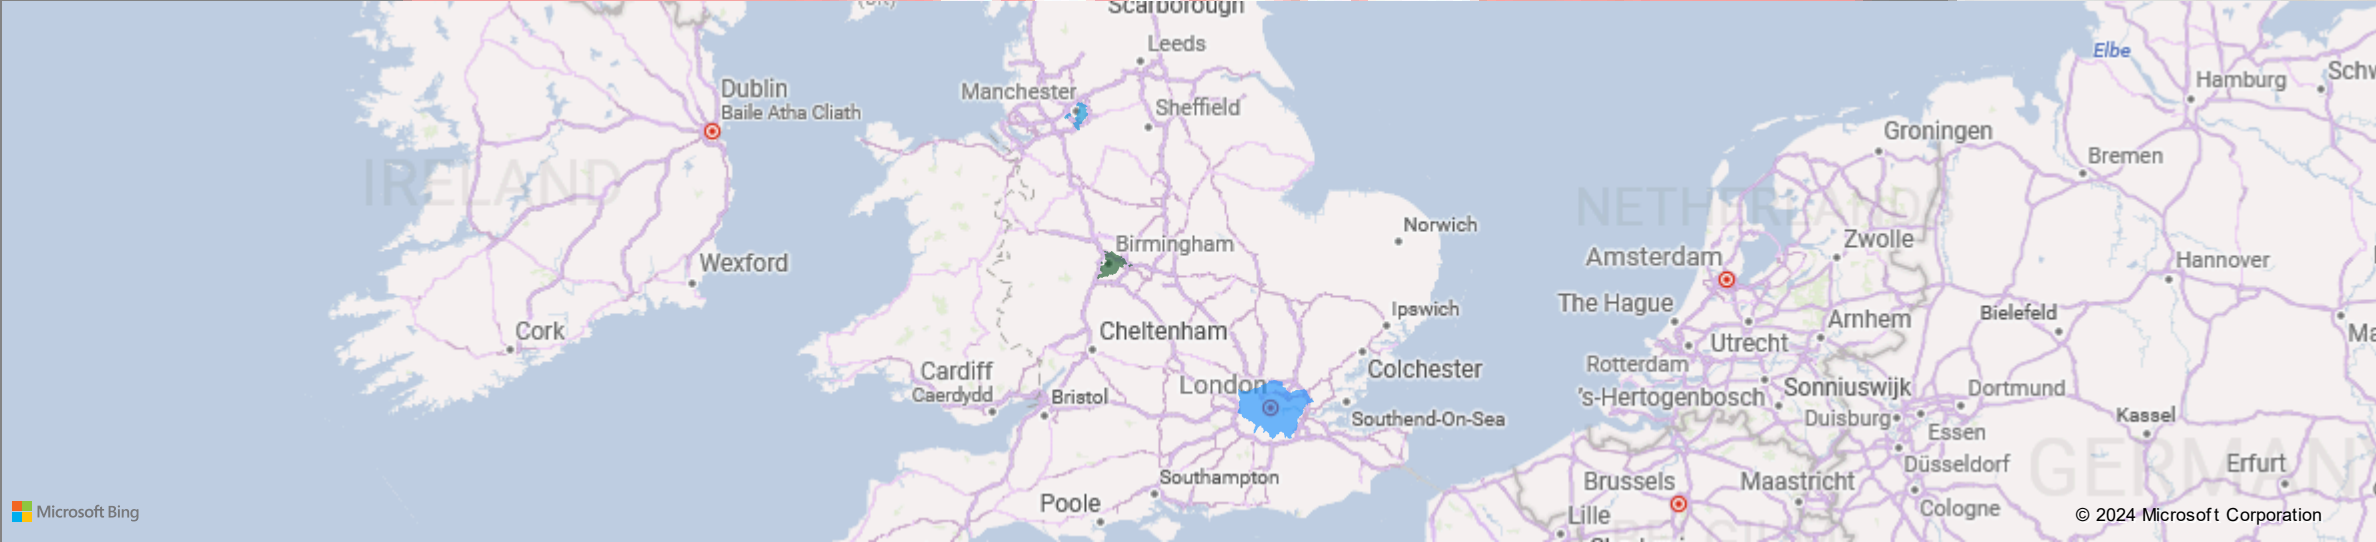 Scarborough
Leeds
Elbe
Hamburg
Manchester
Dublin
Baile Atha Cliath
Sheffield
Groningen
Bremen
IRELAND
NETHERLANDS
Norwich
Birmingham
Zwolle
Amsterdam
Hannover
Wexford
The Hague
Ipswich
Bielefeld
Arnhem
Cork
Cheltenham
Utrecht
Rotterdam
Colchester
Cardiff
Caerdydd
London
Bristol
's-Hertogenbosch
Sonniuswijk
Dortmund
Southend-On-Sea
Duisburg
Kassel
Essen
Düsseldorf
GERMAN
Erfurt
Southampton
Brussels
Maastricht
Poole
Cologne
Lille
Microsoft Bing
© 2024 Microsoft Corporation